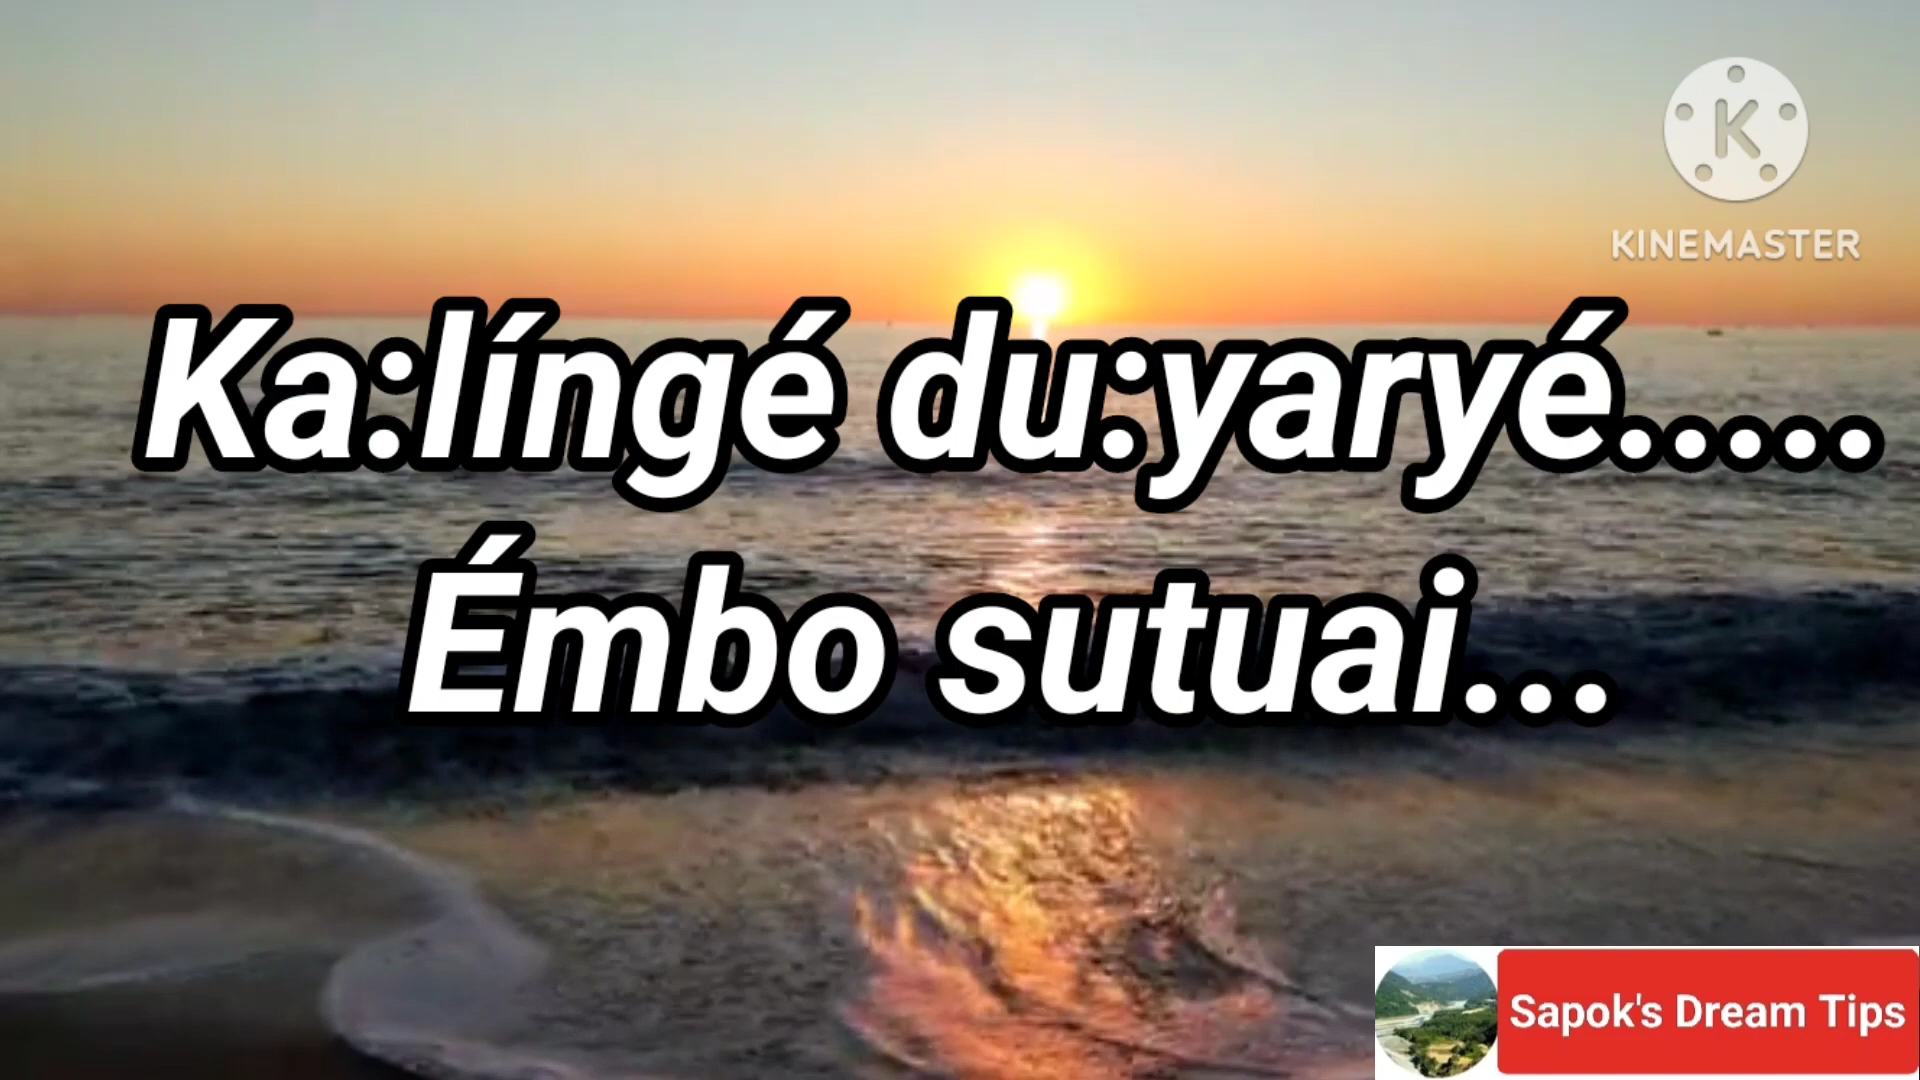 K
KINEMASTER
Ka:língé du:yaryé.....
Émbo sutuai...
Sapok's Dream Tips